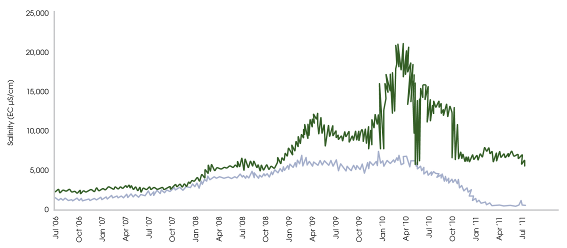 25,000
20,000
15,000
10,000
5,000
0
Salinity (EC µS/cm)
Jul '06
Oct '06
Jan '07
Apr '07
Jul '07
Oct '07
Jan '08
Apr '08
Jul '08
Oct '08
Jan '09
Apr '09
Jul '09
Oct '09
Jan '10
Apr '10
Jul '10
Oct '10
Jan '11
Apr '11
Jul '11